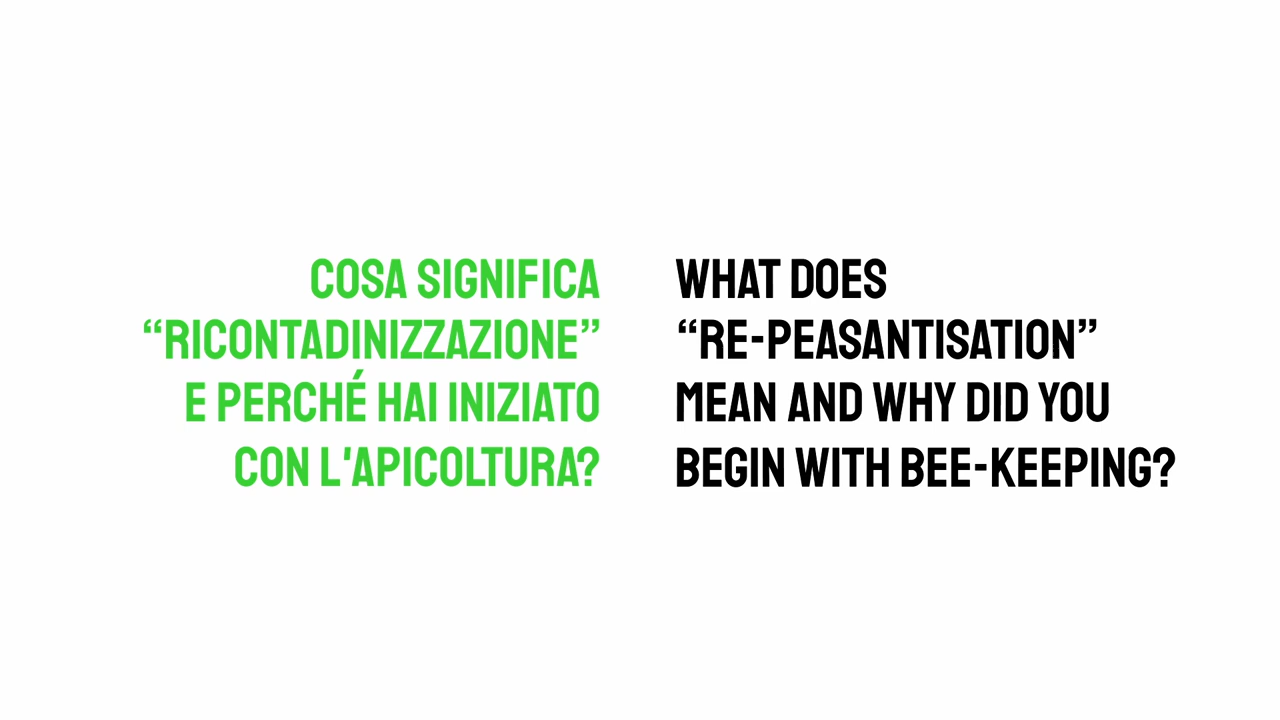 COSA SIGNIFICA
“RICONTADINIZZAZIONE”
E PERCHÉ HAI INIZIATO
CON L'APICOLTURA?
WHAT DOES
“RE-PEASANTISATION”
MEAN AND WHY DID YOU
BEGIN WITH BEE-KEEPING?